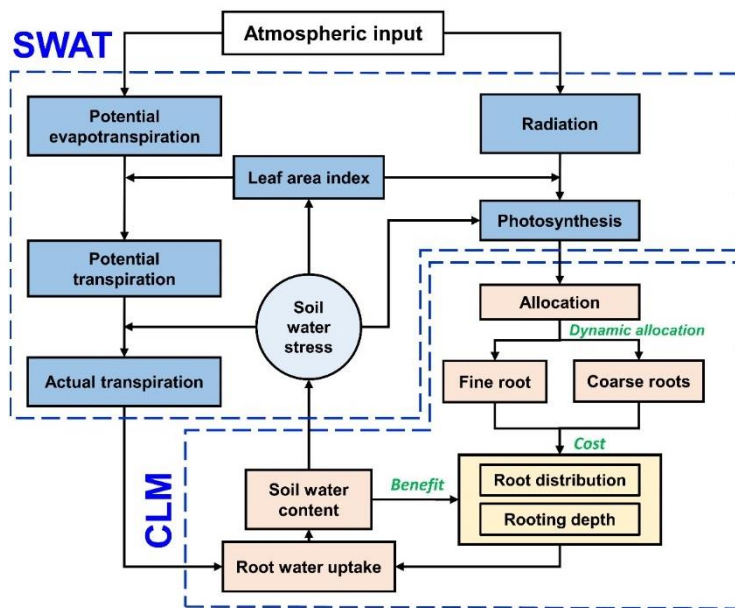 Atmospheric input
SWAT
Potential
evapotranspiration
Radiation
Leaf area index
Photosynthesis
Potential
transpiration
Soil
water
stress
Allocation
Dynamic allocation
Actual transpiration
Fine root
Coarse roots
Cost
CLM
Soil water
content
Benefit
Root distribution
Rooting depth
Root water uptake